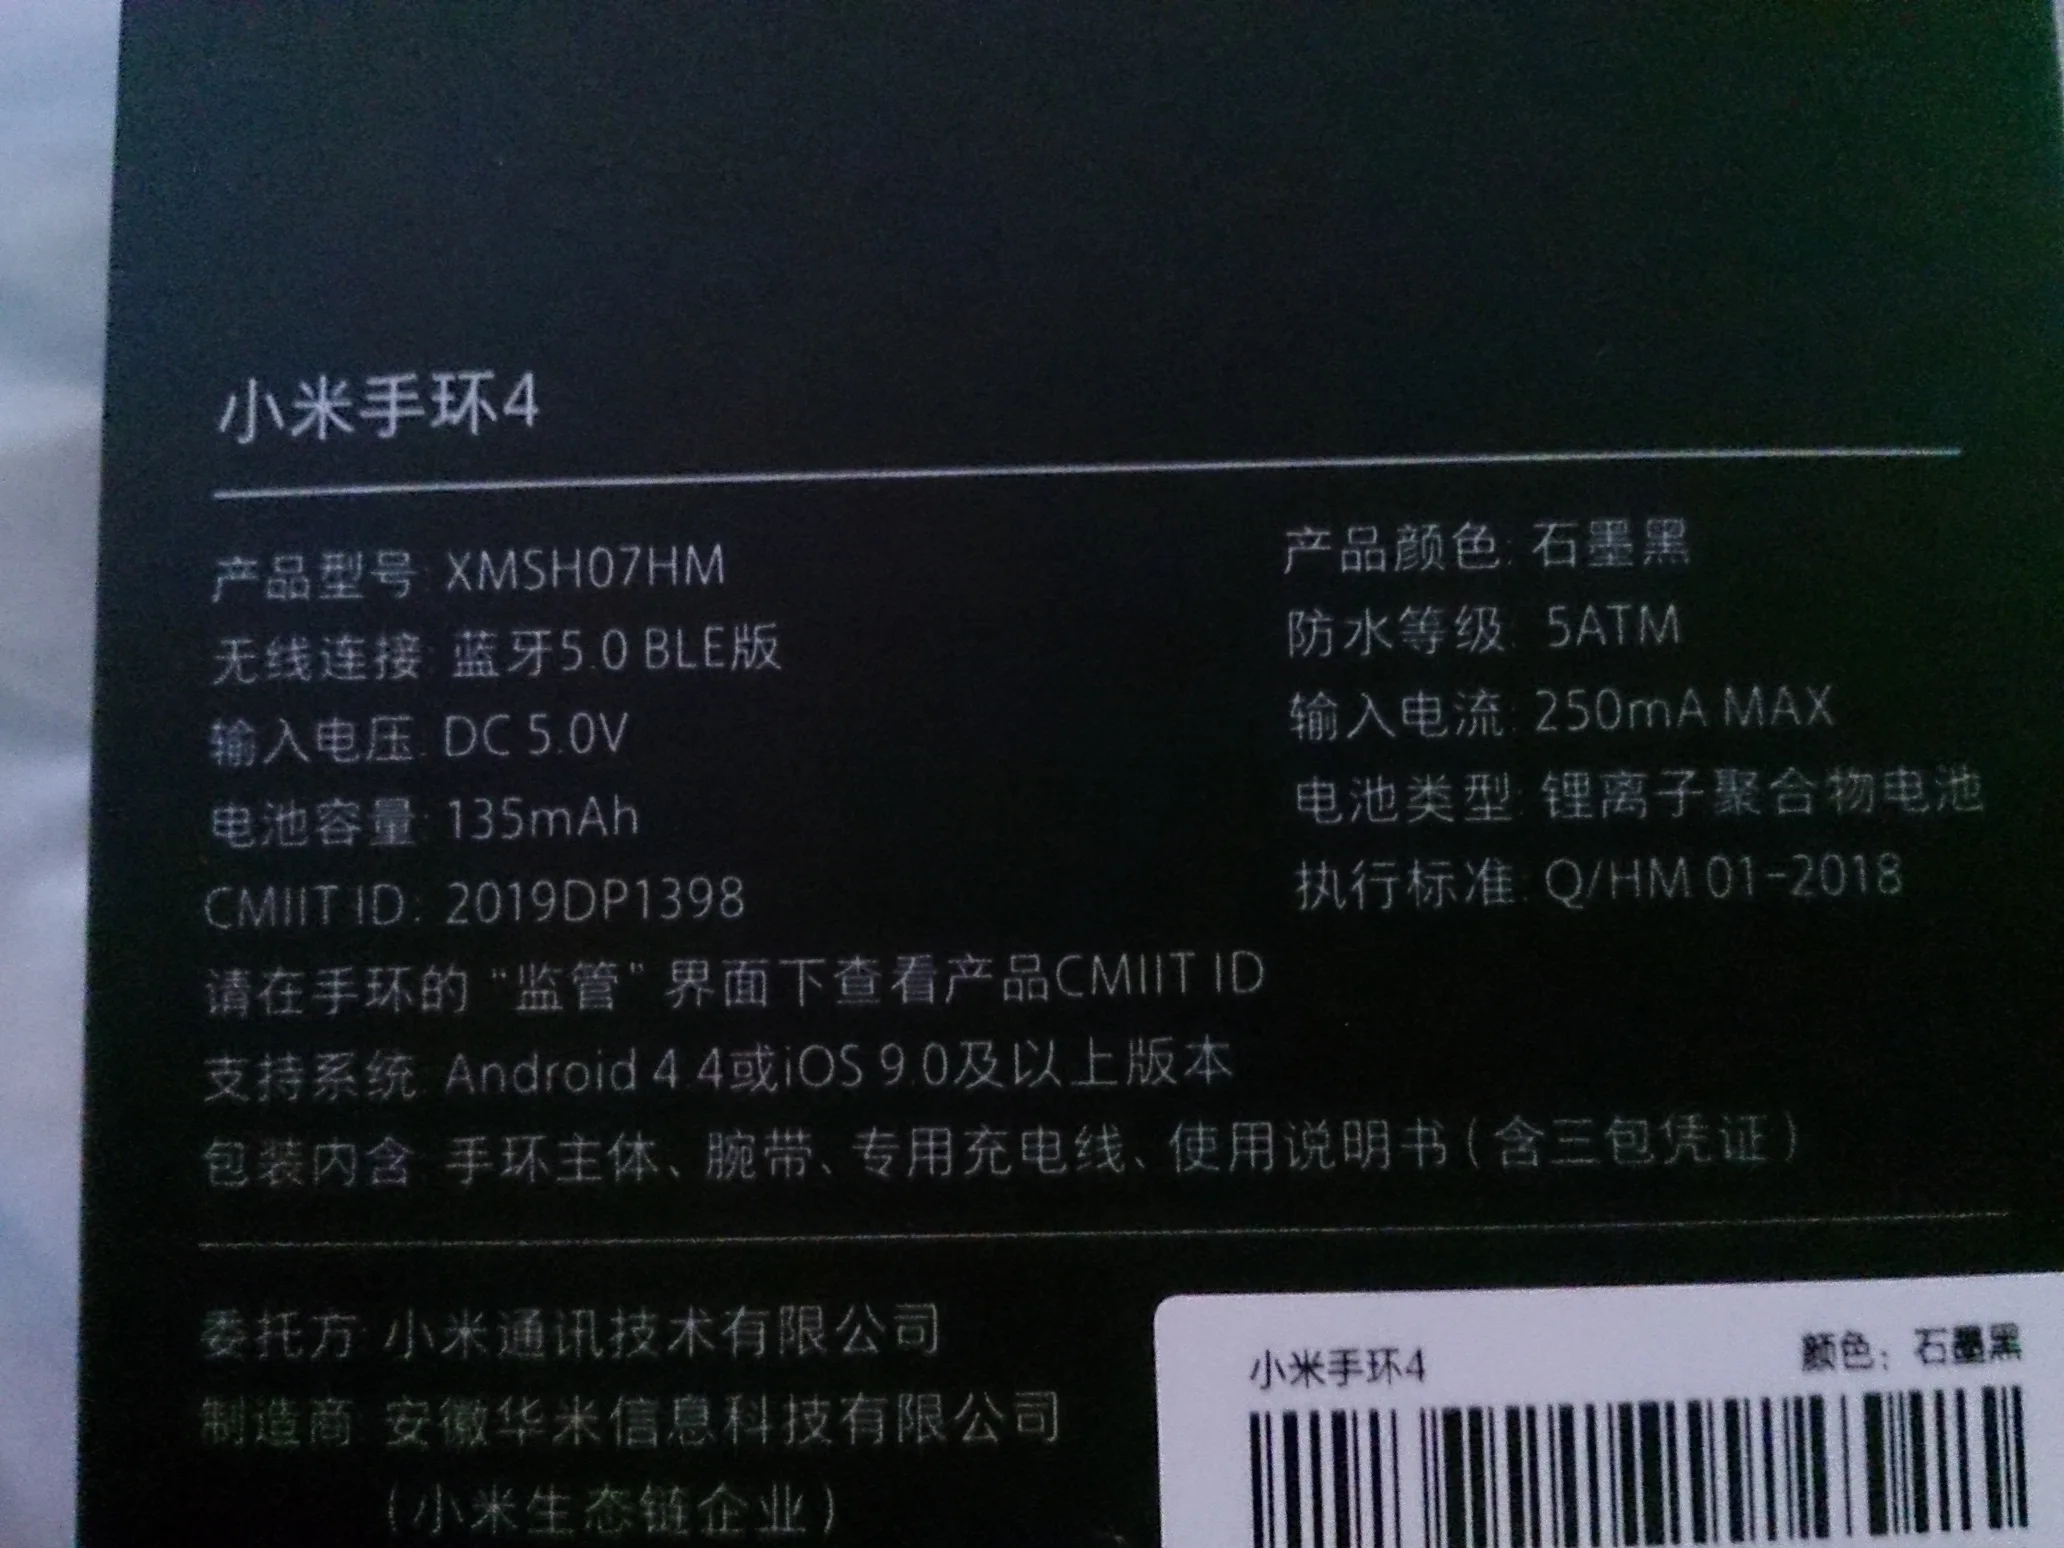 小米手环4
产品型号: XMSH07HM
产品颜色: 石墨黑
无线连接: 蓝牙5.0 BLE版
防水等级: 5ATM
输入电压: DC 5.0V
输入电流: 250mA MAX
电池容量: 135mAh
电池类型: 锂离子聚合物电池
CMIIT ID: 2019DP1398
执行标准: Q/HM 01-2018
请在手环的“监管”界面下查看产品CMIIT ID
支持系统: Android 4.4或iOS 9.0及以上版本
包装内含: 手环主体、腕带、专用充电线、使用说明书(含三包凭证)
委托方: 小米通讯技术有限公司
制造商: 安徽华米信息科技有限公司
(小米生态链企业)
小米手环4
颜色: 石墨黑